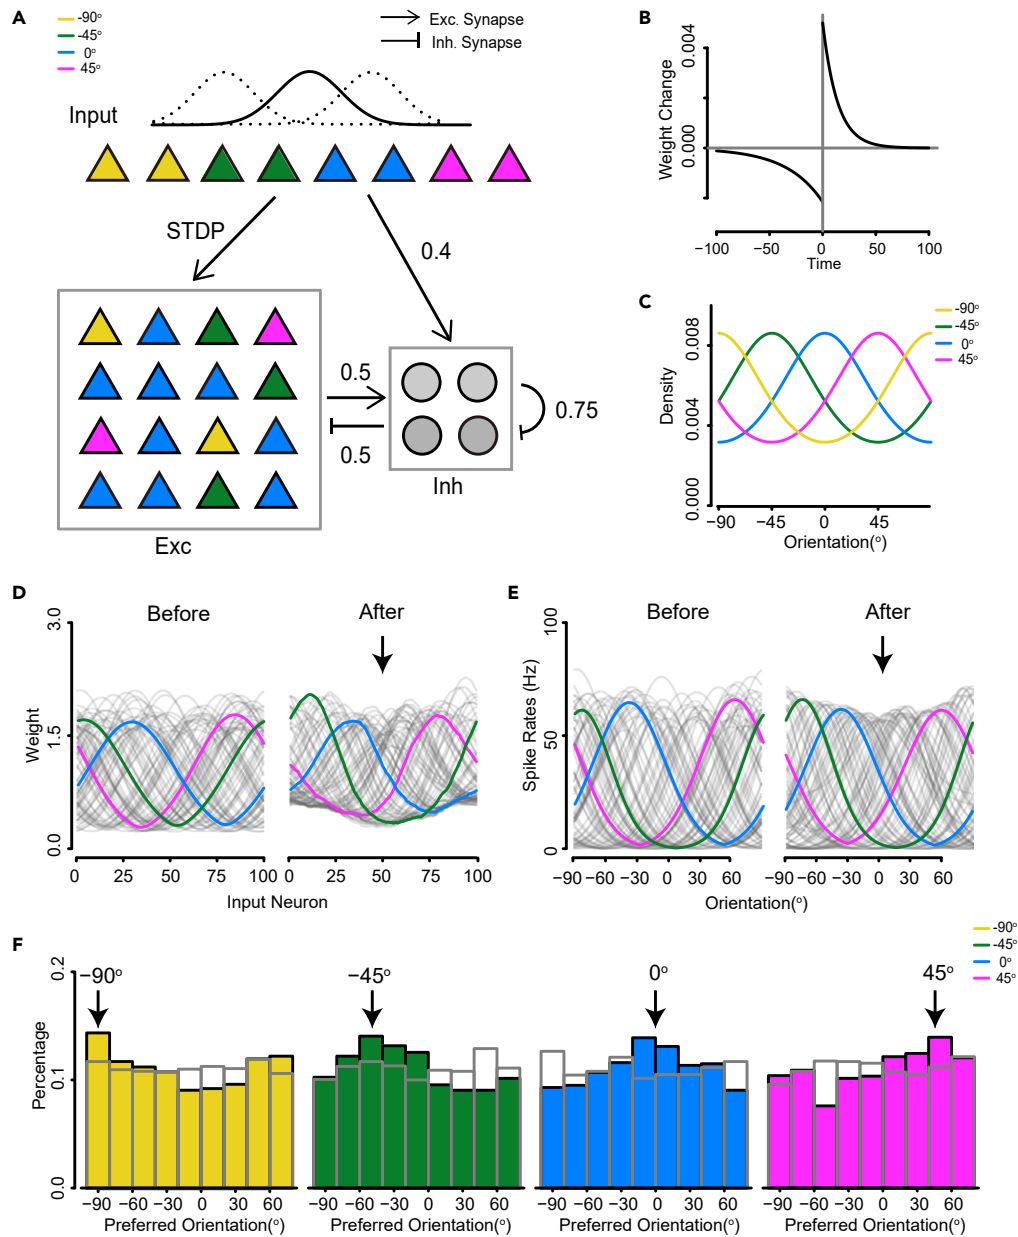 A
-90°
-45°
0°
45°
Exc. Synapse
Inh. Synapse
Input
STDP
0.4
0.5
0.5
0.75
Exc
Inh
B
Weight Change
0.004
0.000
−100 −50 0 50 100
Time
C
-90°
-45°
0°
45°
Density
0.008
0.004
0.000
−90 −45 0 45
Orientation(°)
D
Before After
Weight
3.0
1.5
0.0
0 25 50 75 100 0 25 50 75 100
Input Neuron
E
Before After
Spike Rates (Hz)
100
50
0
−90 −60 −30 0 30 60 −90 −60 −30 0 30 60
Orientation(°)
F
-90°
-45°
0°
45°
Percentage
0.2
0.1
0.0
−90° −45° 0° 45°
−90 −60 −30 0 30 60 −90 −60 −30 0 30 60 −90 −60 −30 0 30 60 −90 −60 −30 0 30 60
Preferred Orientation(°) Preferred Orientation(°) Preferred Orientation(°) Preferred Orientation(°)